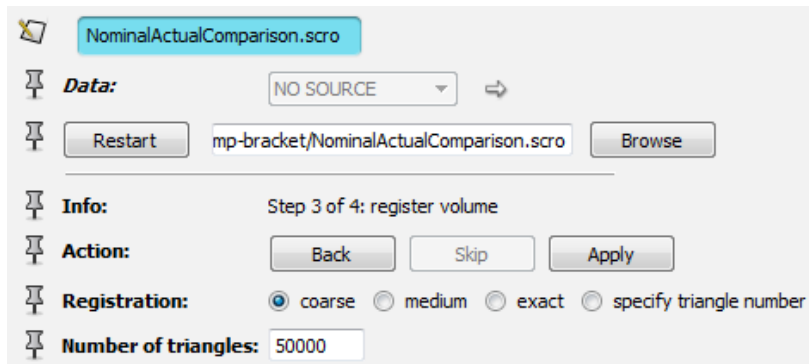 NominalActualComparison.scro
Data: NO SOURCE
Restart mp-bracket/NominalActualComparison.scro Browse
Info: Step 3 of 4: register volume
Action: Back Skip Apply
Registration: coarse medium exact specify triangle number
Number of triangles: 50000